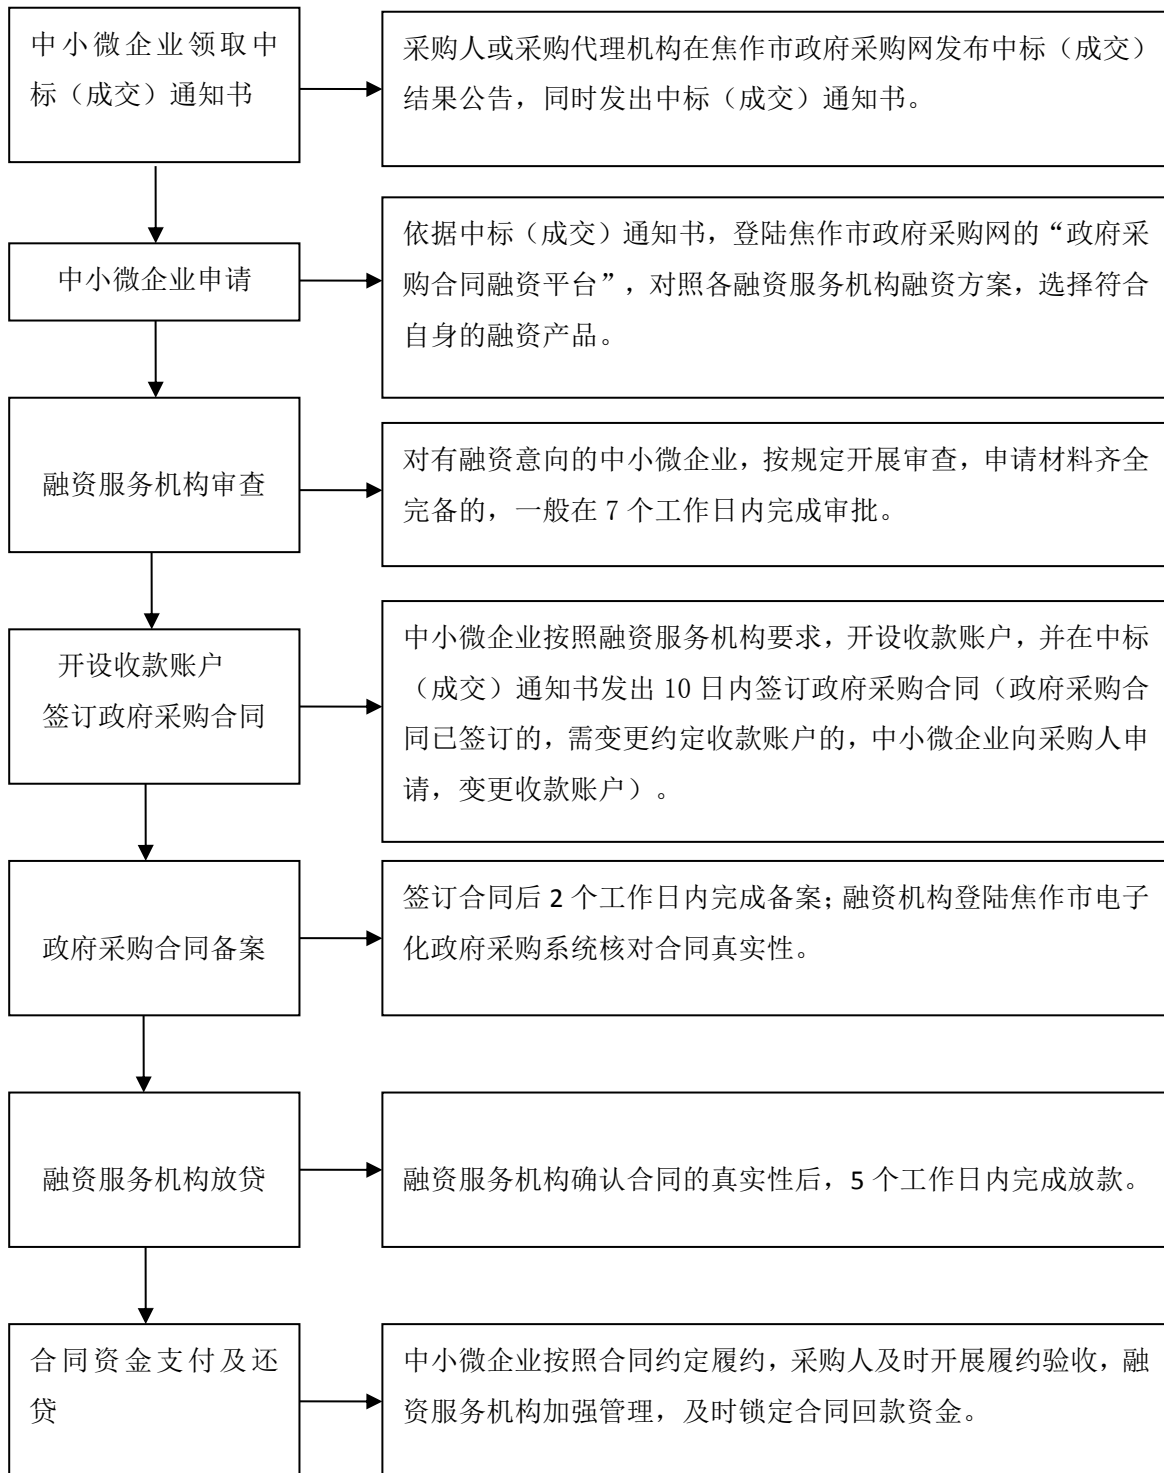 中小微企业领取中
标（成交）通知书
采购人或采购代理机构在焦作市政府采购网发布中标（成交）
结果公告，同时发出中标（成交）通知书。
中小微企业申请
依据中标（成交）通知书，登陆焦作市政府采购网的“政府采
购合同融资平台”，对照各融资服务机构融资方案，选择符合
自身的融资产品。
融资服务机构审查
对有融资意向的中小微企业，按规定开展审查，申请材料齐全
完备的，一般在 7 个工作日内完成审批。
开设收款账户
签订政府采购合同
中小微企业按照融资服务机构要求，开设收款账户，并在中标
（成交）通知书发出 10 日内签订政府采购合同（政府采购合
同已签订的，需变更约定收款账户的，中小微企业向采购人申
请，变更收款账户）。
政府采购合同备案
签订合同后 2 个工作日内完成备案；融资机构登陆焦作市电子
化政府采购系统核对合同真实性。
融资服务机构放贷
融资服务机构确认合同的真实性后，5 个工作日内完成放款。
合同资金支付及还
贷
中小微企业按照合同约定履约，采购人及时开展履约验收，融
资服务机构加强管理，及时锁定合同回款资金。